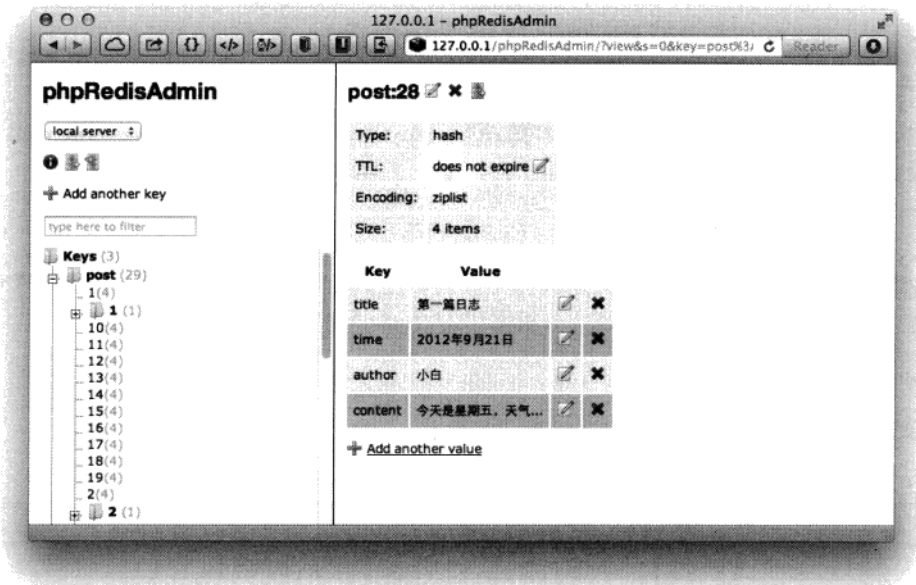 127.0.0.1 – phpRedisAdmin
127.0.0.1/phpRedisAdmin/?view&s=0&key=post%3/ Reader
phpRedisAdmin
local server
Add another key
type here to filter
Keys (3)
post (29)
1(4)
1 (1)
10(4)
11(4)
12(4)
13(4)
14(4)
15(4)
16(4)
17(4)
18(4)
19(4)
2(4)
2 (1)
post:28
Type: hash
TTL: does not expire
Encoding: ziplist
Size: 4 items
Key Value
title 第一篇日志
time 2012年9月21日
author 小白
content 今天是星期五，天气...
Add another value